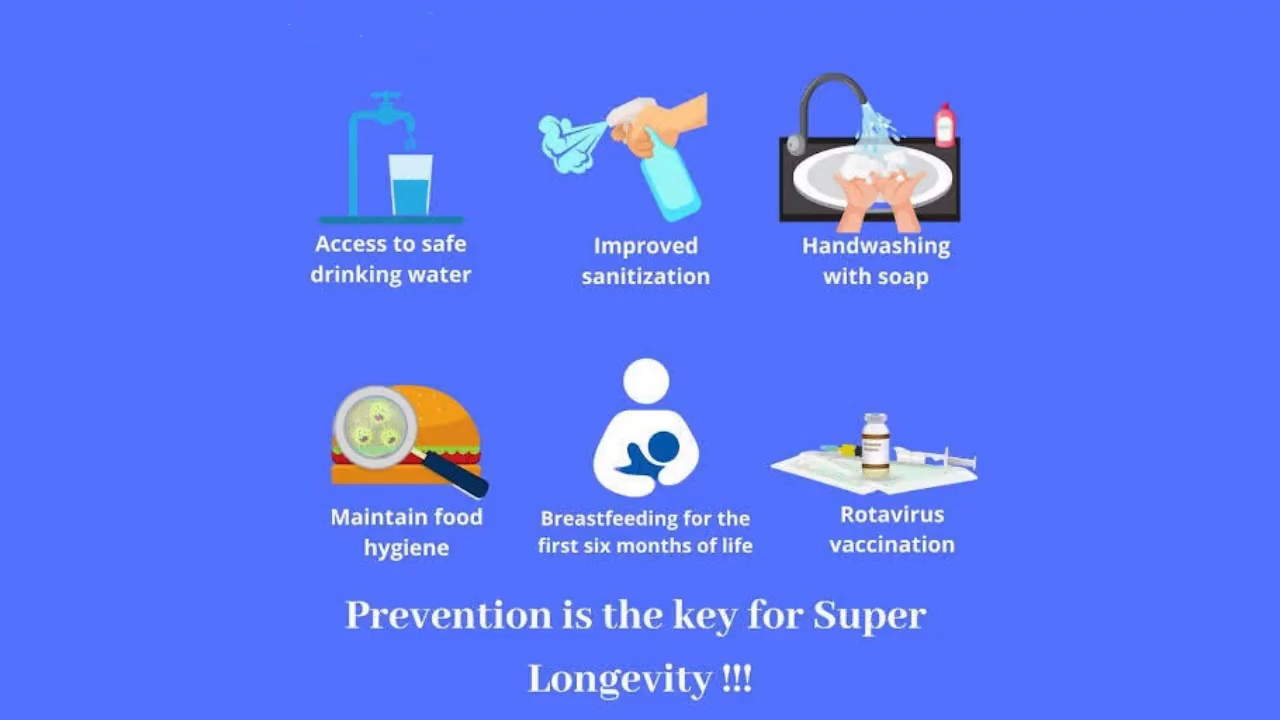 Access to safe
drinking water
Improved
sanitization
Handwashing
with soap
Maintain food
hygiene
Breastfeeding for the
first six months of life
Rotavirus
vaccination
Prevention is the key for Super
Longevity !!!